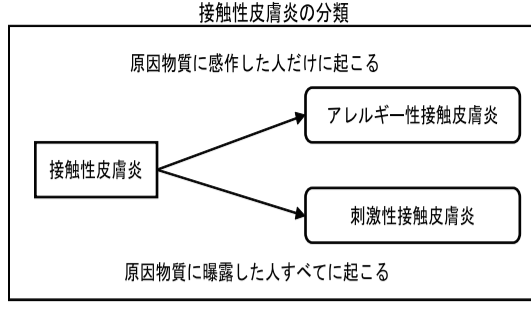 接触性皮膚炎の分類
原因物質に感作した人だけに起こる
アレルギー性接触皮膚炎
接触性皮膚炎
刺激性接触皮膚炎
原因物質に曝露した人すべてに起こる